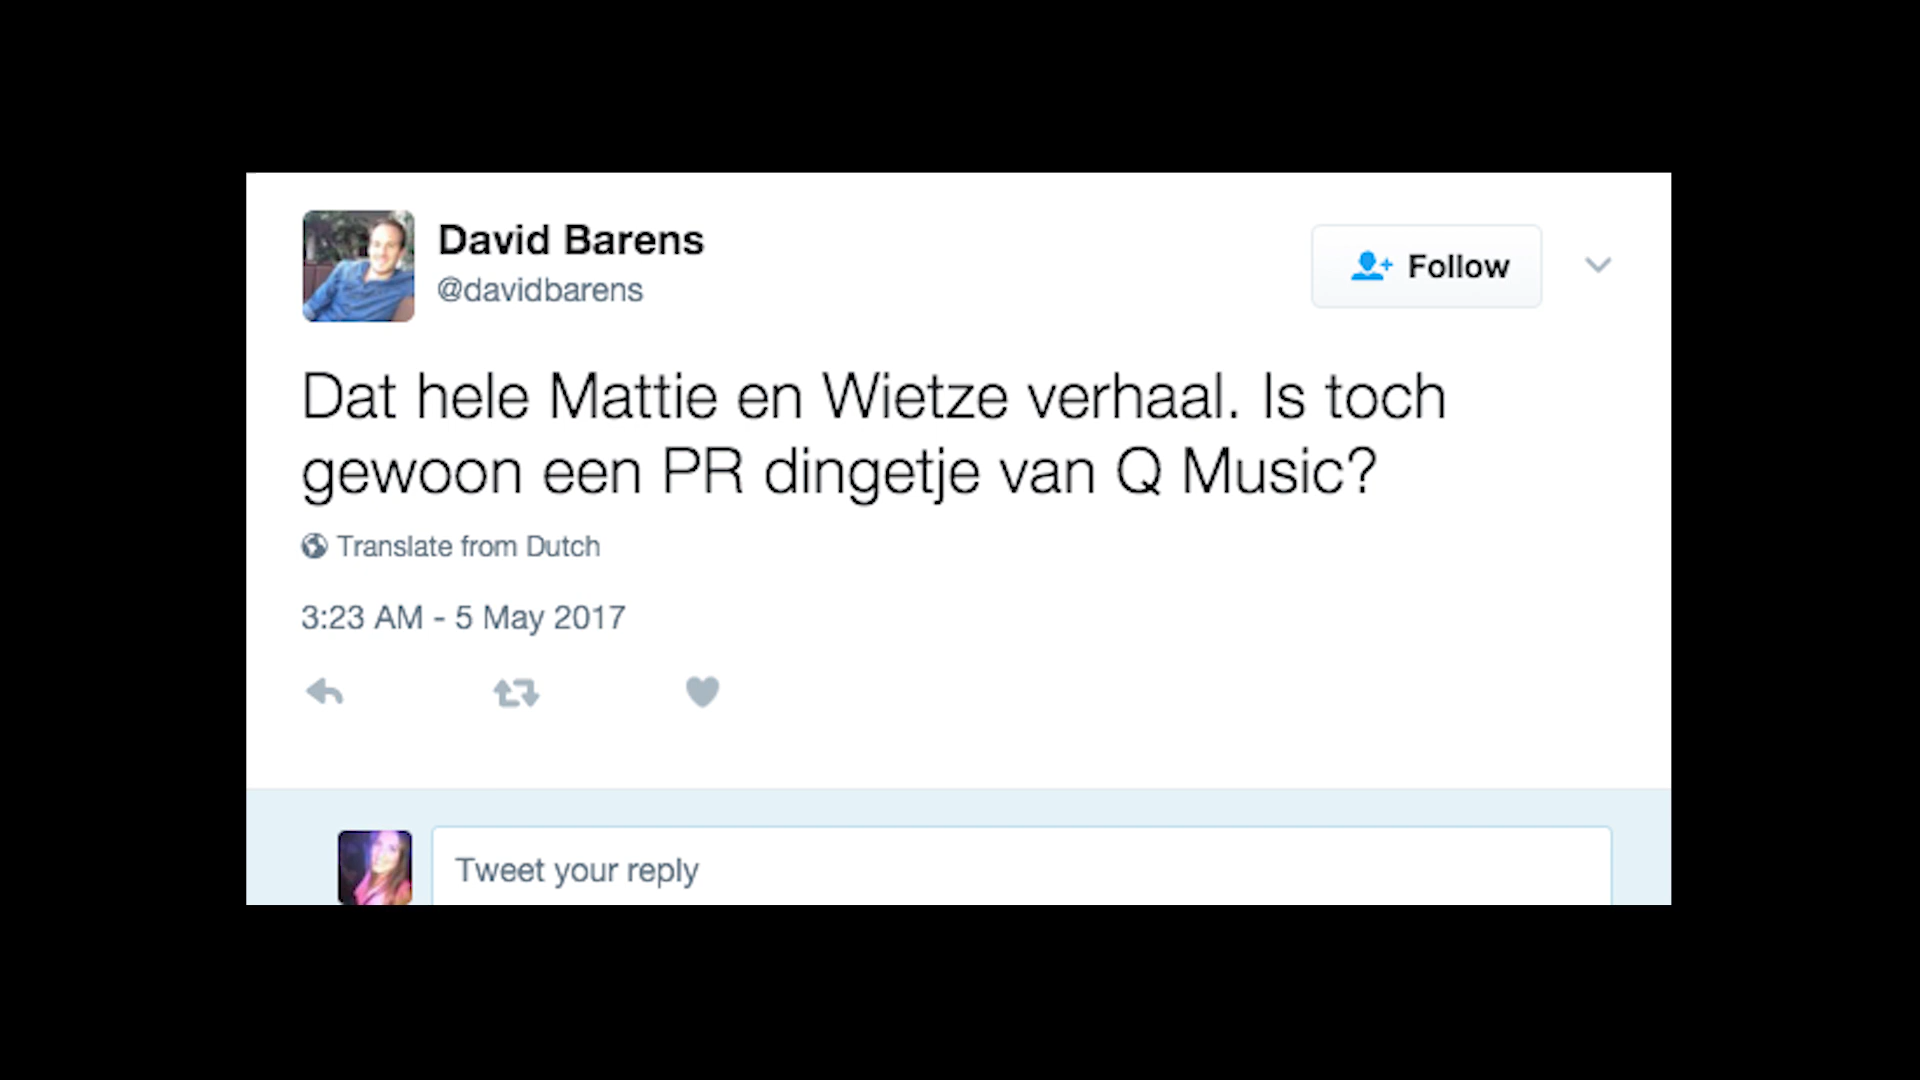 David Barens
@davidbarens
Follow
Dat hele Mattie en Wietze verhaal. Is toch
gewoon een PR dingetje van Q Music?
Translate from Dutch
3:23 AM - 5 May 2017
Tweet your reply